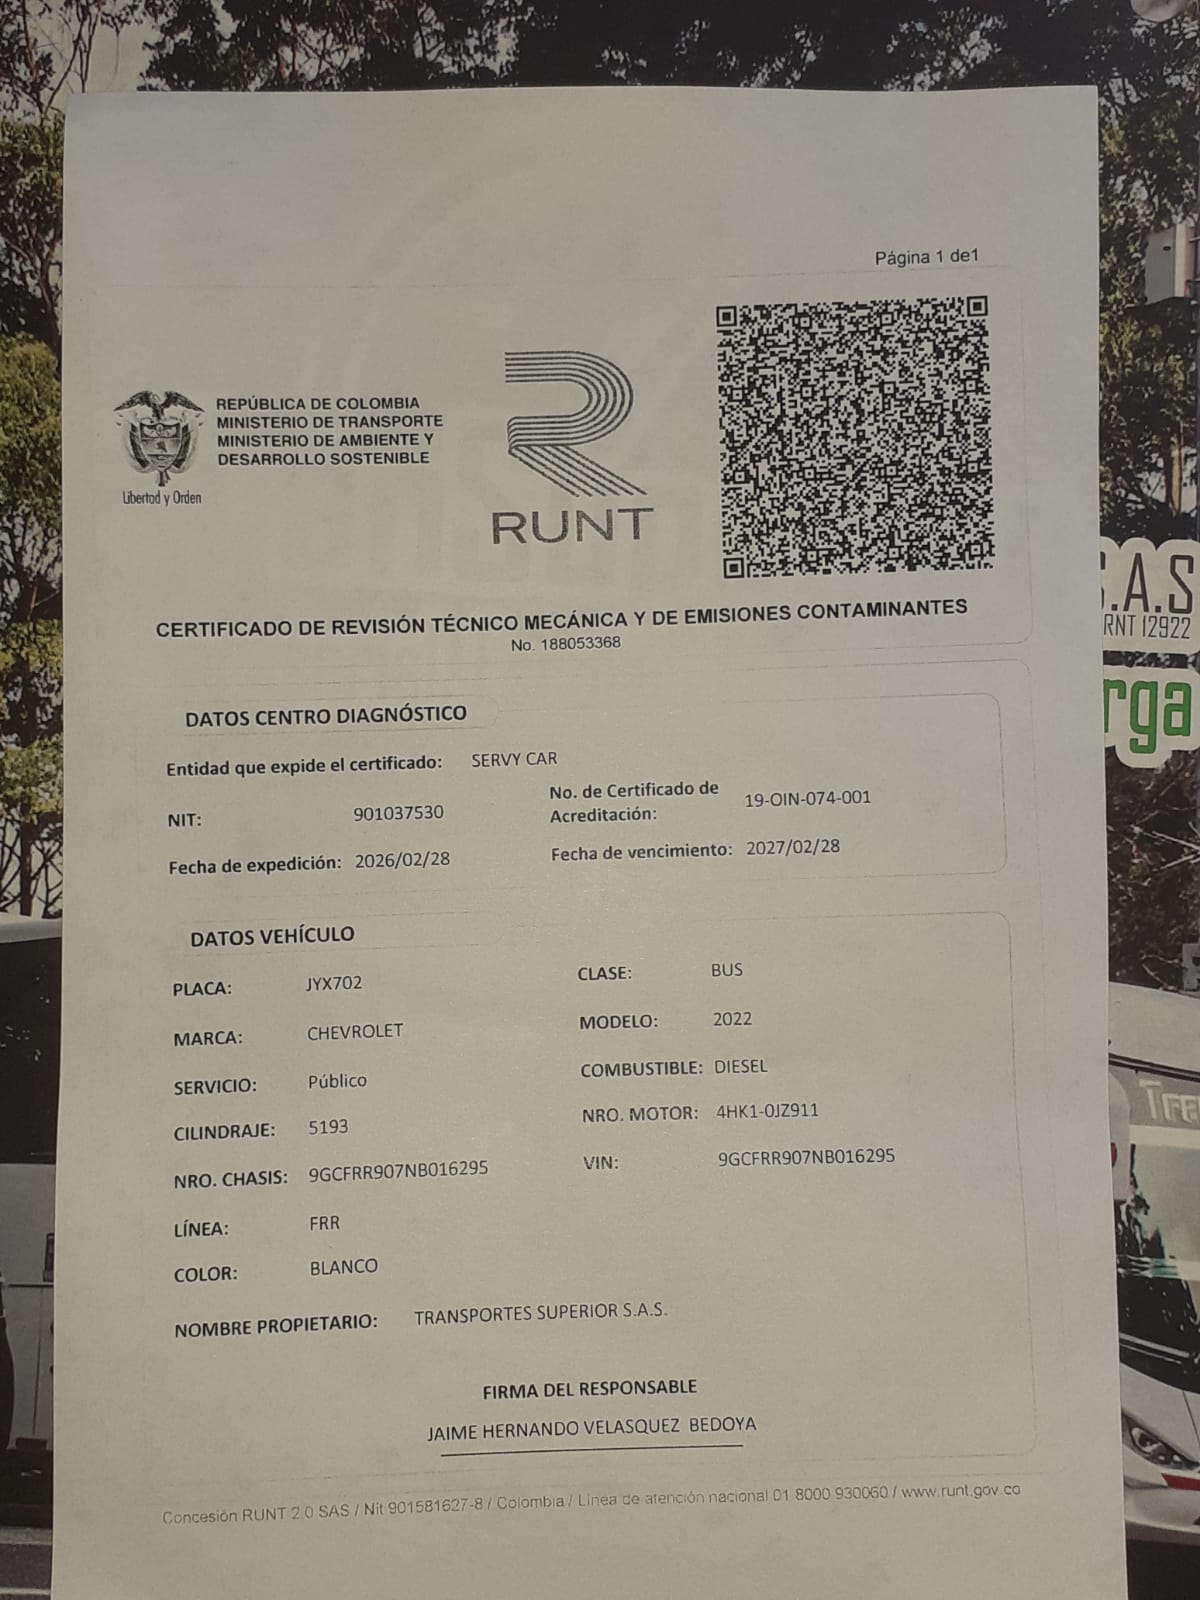 Página 1 de1
REPÚBLICA DE COLOMBIA
MINISTERIO DE TRANSPORTE
MINISTERIO DE AMBIENTE Y
DESARROLLO SOSTENIBLE
Libertad y Orden
RUNT
CERTIFICADO DE REVISIÓN TÉCNICO MECÁNICA Y DE EMISIONES CONTAMINANTES
No. 188053368
DATOS CENTRO DIAGNÓSTICO
Entidad que expide el certificado: SERVY CAR
NIT: 901037530 No. de Certificado de Acreditación: 19-OIN-074-001
Fecha de expedición: 2026/02/28 Fecha de vencimiento: 2027/02/28
DATOS VEHÍCULO
PLACA: JYX702 CLASE: BUS
MARCA: CHEVROLET MODELO: 2022
SERVICIO: Público COMBUSTIBLE: DIESEL
CILINDRAJE: 5193 NRO. MOTOR: 4HK1-0JZ911
NRO. CHASIS: 9GCFRR907NB016295 VIN: 9GCFRR907NB016295
LÍNEA: FRR
COLOR: BLANCO
NOMBRE PROPIETARIO: TRANSPORTES SUPERIOR S.A.S.
FIRMA DEL RESPONSABLE
JAIME HERNANDO VELASQUEZ BEDOYA
Concesión RUNT 2.0 SAS / Nit 901581627-8 / Colombia / Línea de atención nacional 01 8000 930060 / www.runt.gov.co
.A.S
RNT 12922
rga